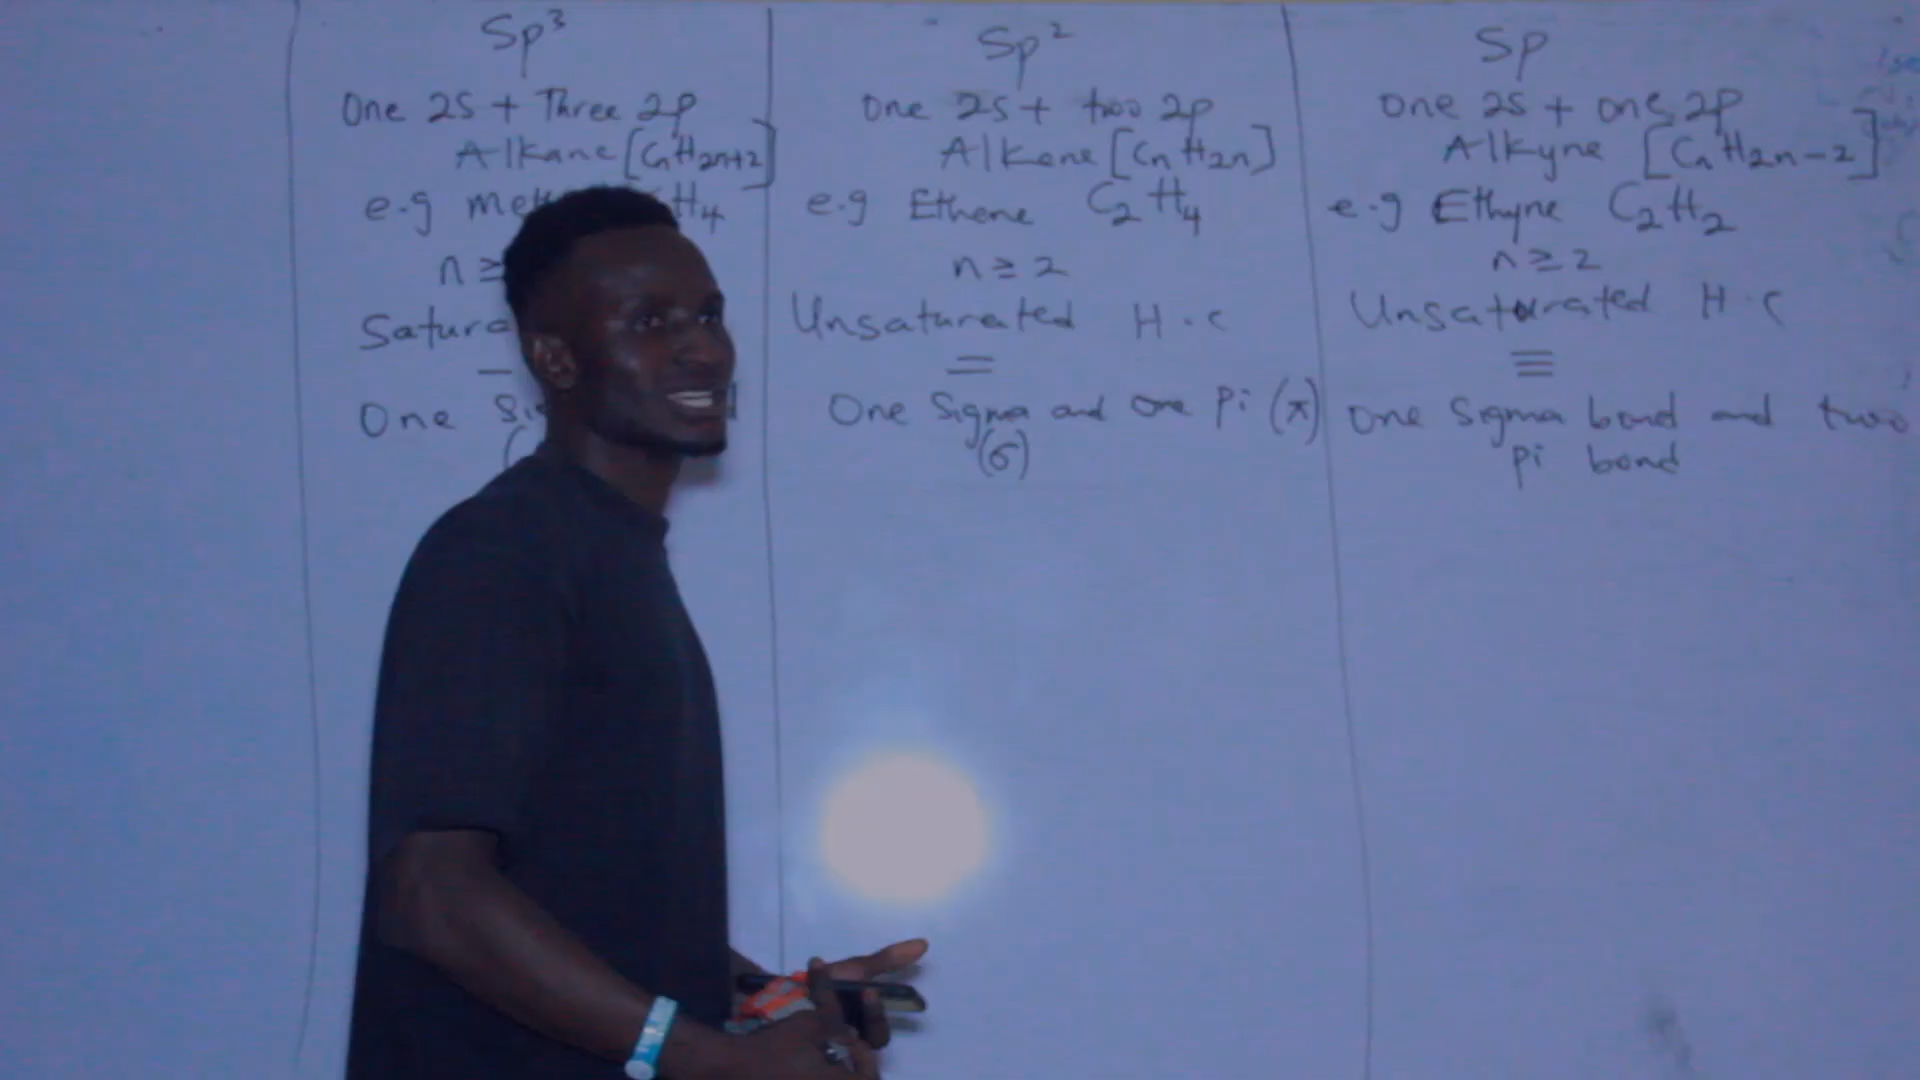 Sp³
One 2S + Three 2p
Alkane [CnH2n+2]
e.g H4
n ≥
One
Sp²
One 2S + two 2p
Alkene [CnH2n]
e.g Ethene C2H4
n ≥ 2
Unsaturated H.C
=
One Sigma and one pi (π)
(σ)
Sp
One 2S + one 2p
Alkyne [CnH2n-2]
e.g Ethyne C2H2
n ≥ 2
Unsaturated H.C
≡
One Sigma bond and two
pi bond